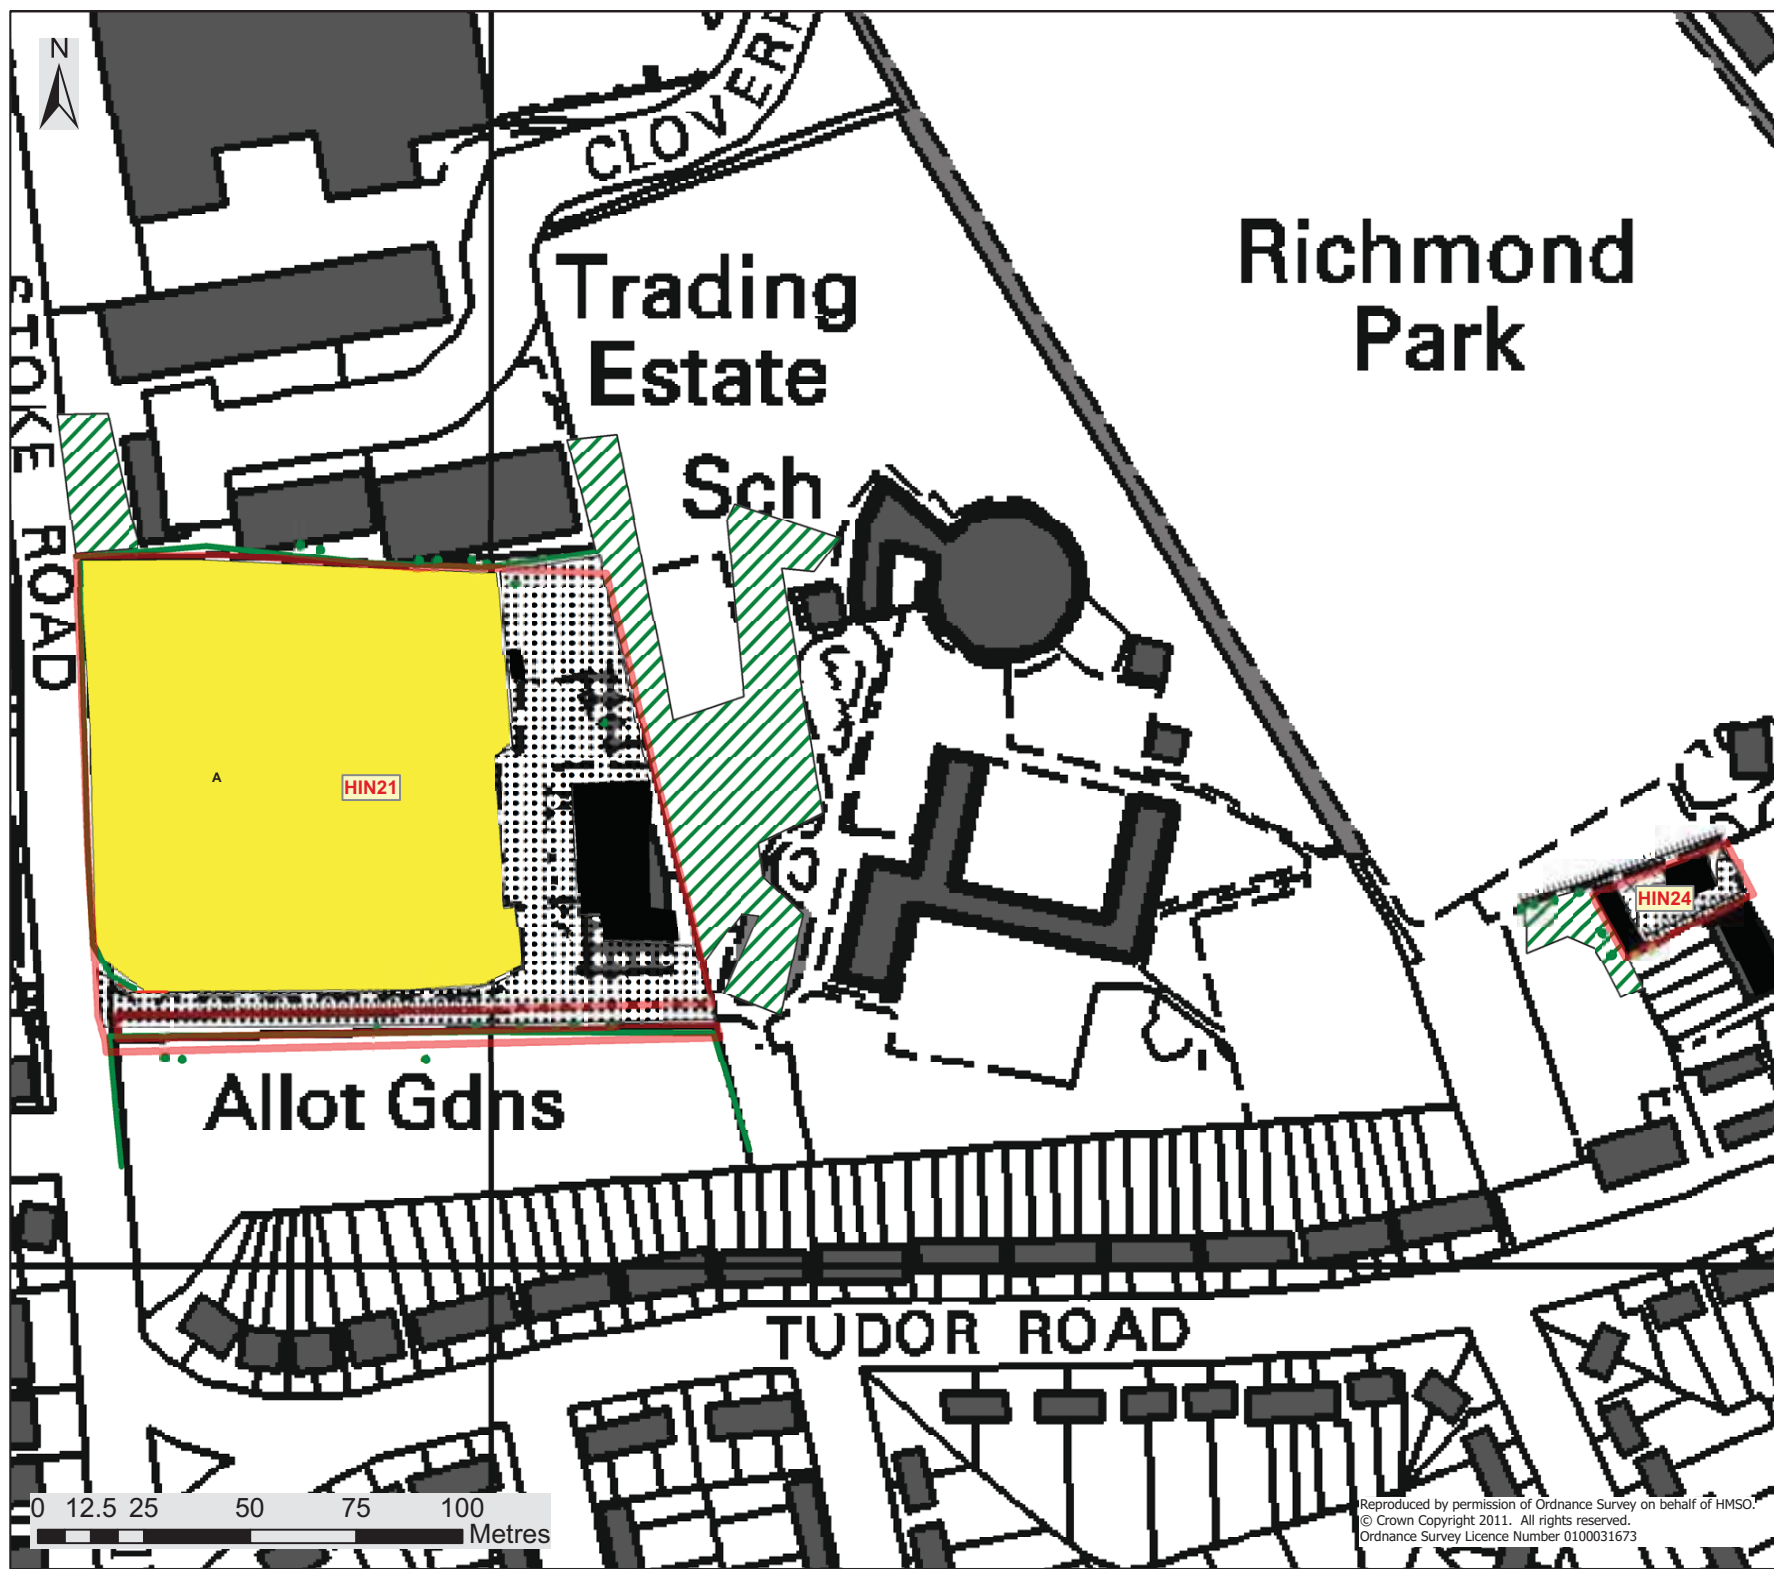 N
CLOVER
Richmond
Park
Trading
Estate
STOKE ROAD
Sch
A
HIN21
HIN24
Allot Gdns
TUDOR ROAD
0 12.5 25 50 75 100
Metres
Reproduced by permission of Ordnance Survey on behalf of HMSO.
© Crown Copyright 2011. All rights reserved.
Ordnance Survey Licence Number 0100031673